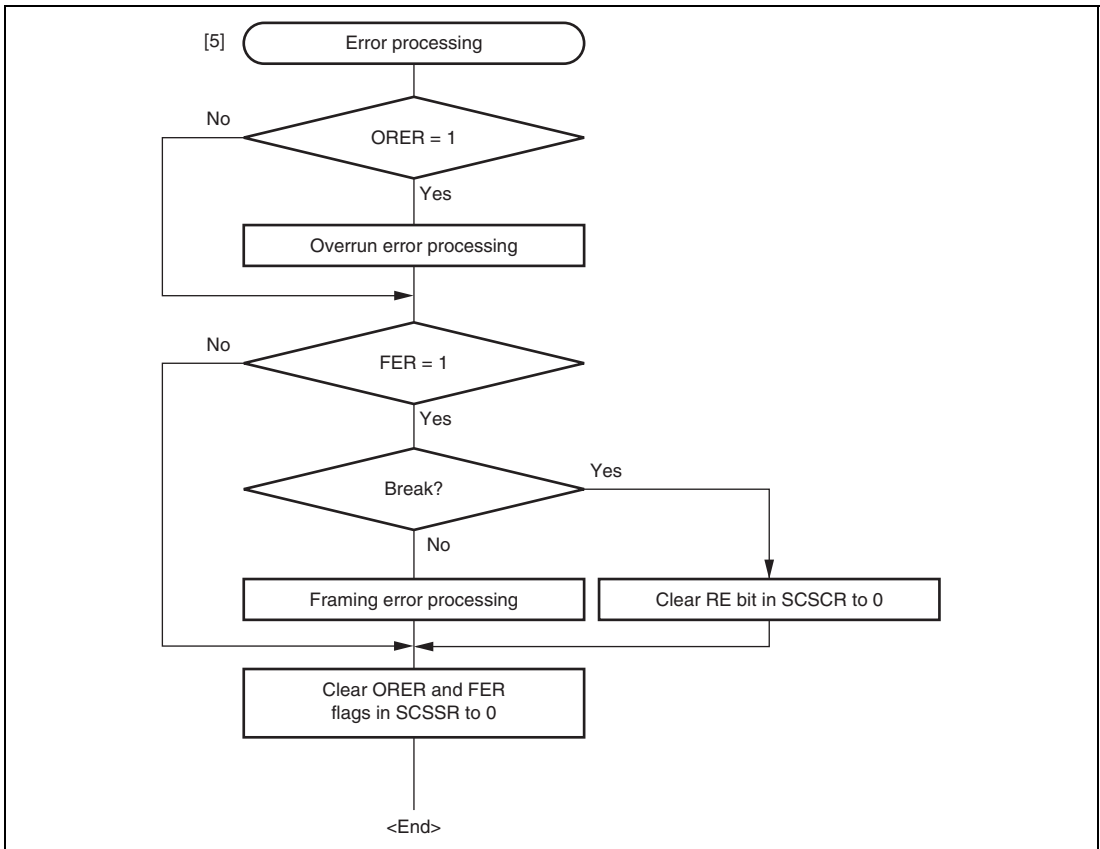 [5]
Error processing
No
ORER = 1
Yes
Overrun error processing
No
FER = 1
Yes
Break?
Yes
No
Framing error processing
Clear RE bit in SCSCR to 0
Clear ORER and FER
flags in SCSSR to 0
<End>